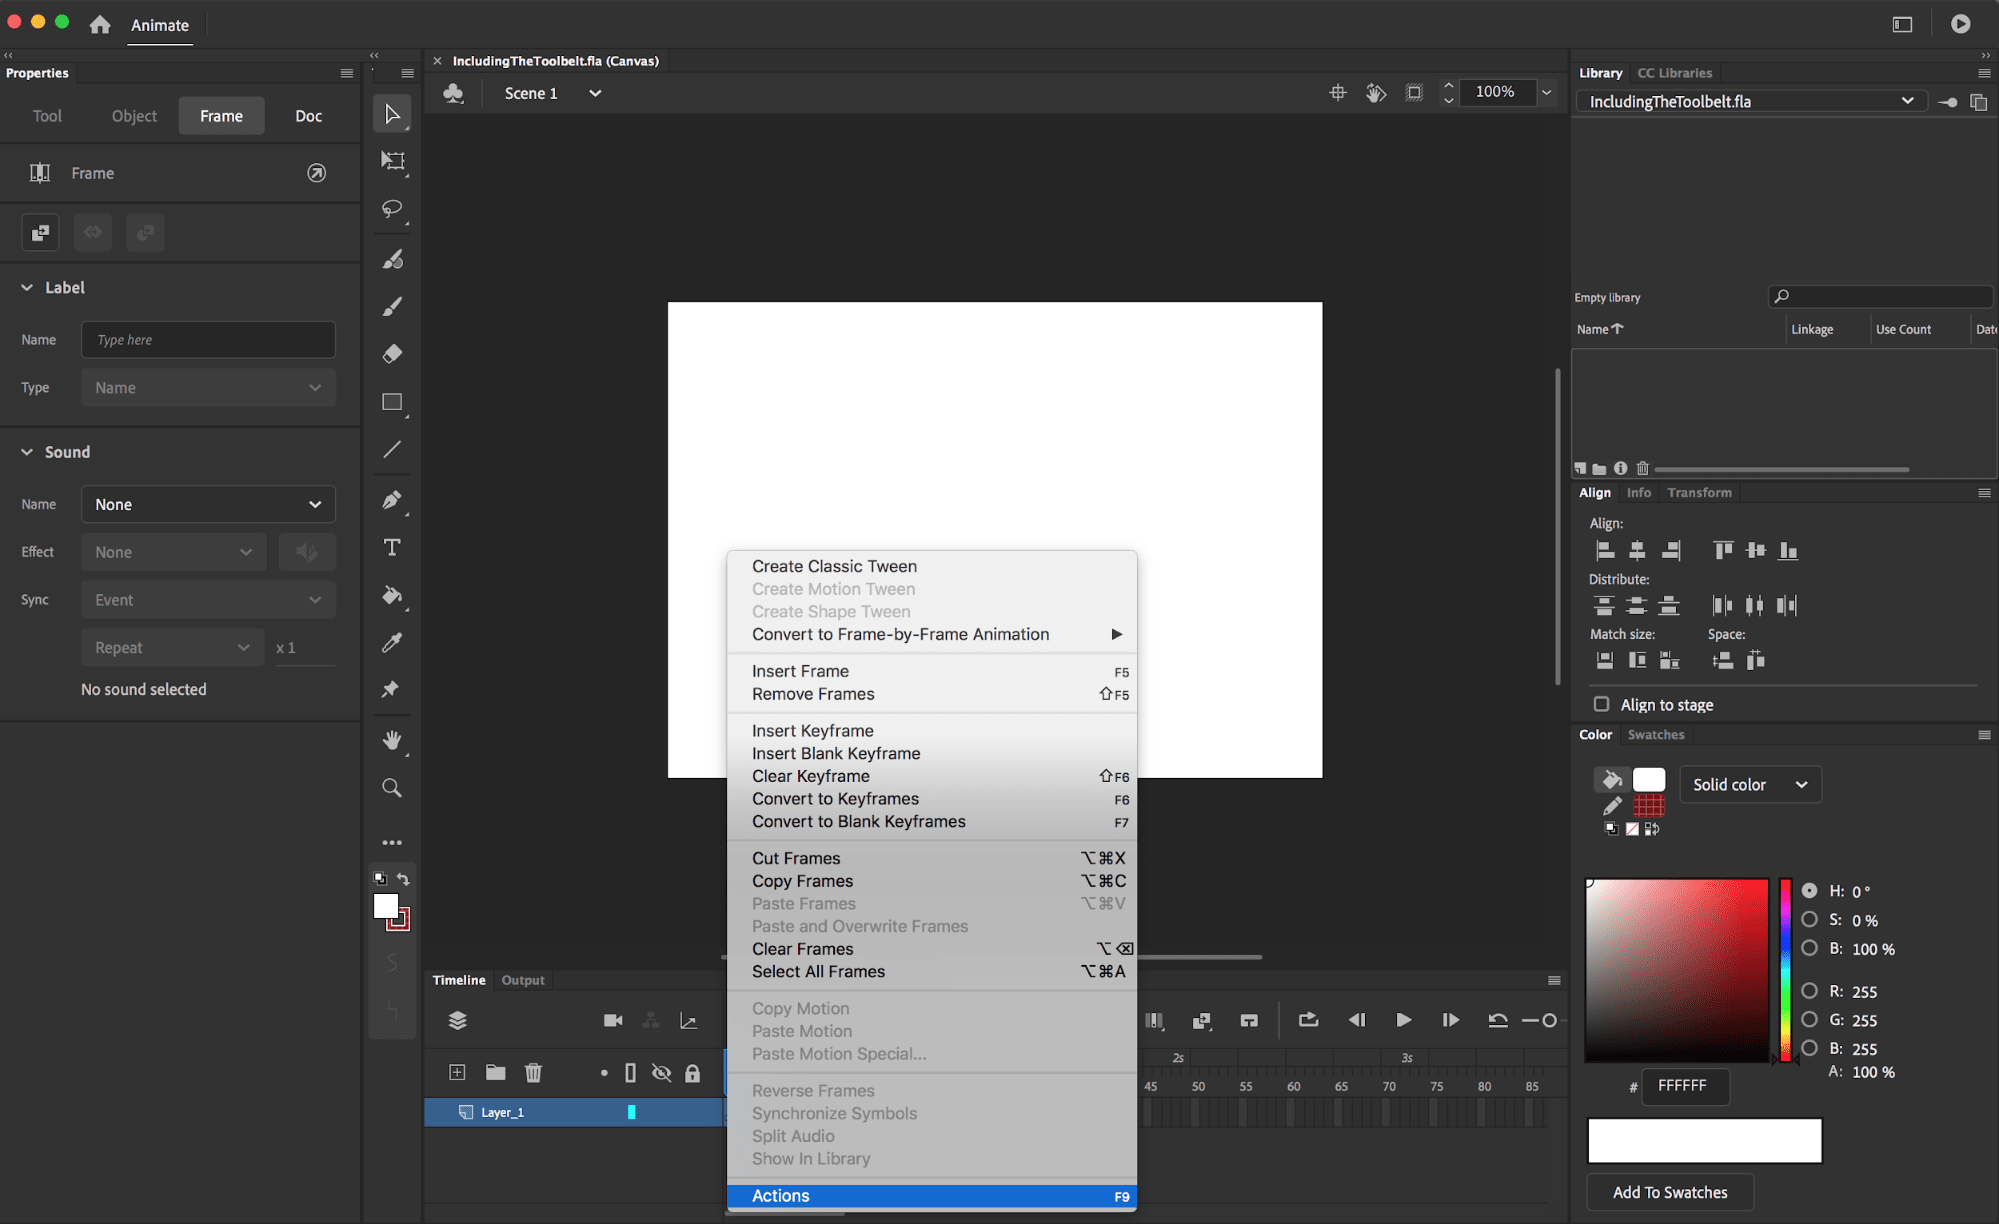 Animate
Properties
Tool Object Frame Doc
Frame
Label
Name Type here
Type Name
Sound
Name None
Effect None
Sync Event
Repeat x 1
No sound selected
IncludingTheToolbelt.fla (Canvas)
Scene 1 100%
Create Classic Tween
Create Motion Tween
Create Shape Tween
Convert to Frame-by-Frame Animation
Insert Frame F5
Remove Frames ⇧F5
Insert Keyframe
Insert Blank Keyframe
Clear Keyframe ⇧F6
Convert to Keyframes F6
Convert to Blank Keyframes F7
Cut Frames ⌥⌘X
Copy Frames ⌥⌘C
Paste Frames ⌥⌘V
Paste and Overwrite Frames
Clear Frames ⌥⌫
Select All Frames ⌥⌘A
Copy Motion
Paste Motion
Paste Motion Special...
Reverse Frames
Synchronize Symbols
Split Audio
Show In Library
Actions F9
Timeline Output
2s 3s
45 50 55 60 65 70 75 80 85
Layer_1
Library CC Libraries
IncludingTheToolbelt.fla
Empty library
Name Linkage Use Count Date
Align Info Transform
Align:
Distribute:
Match size: Space:
Align to stage
Color Swatches
Solid color
H: 0 °
S: 0 %
B: 100 %
R: 255
G: 255
B: 255
A: 100 %
# FFFFFF
Add To Swatches